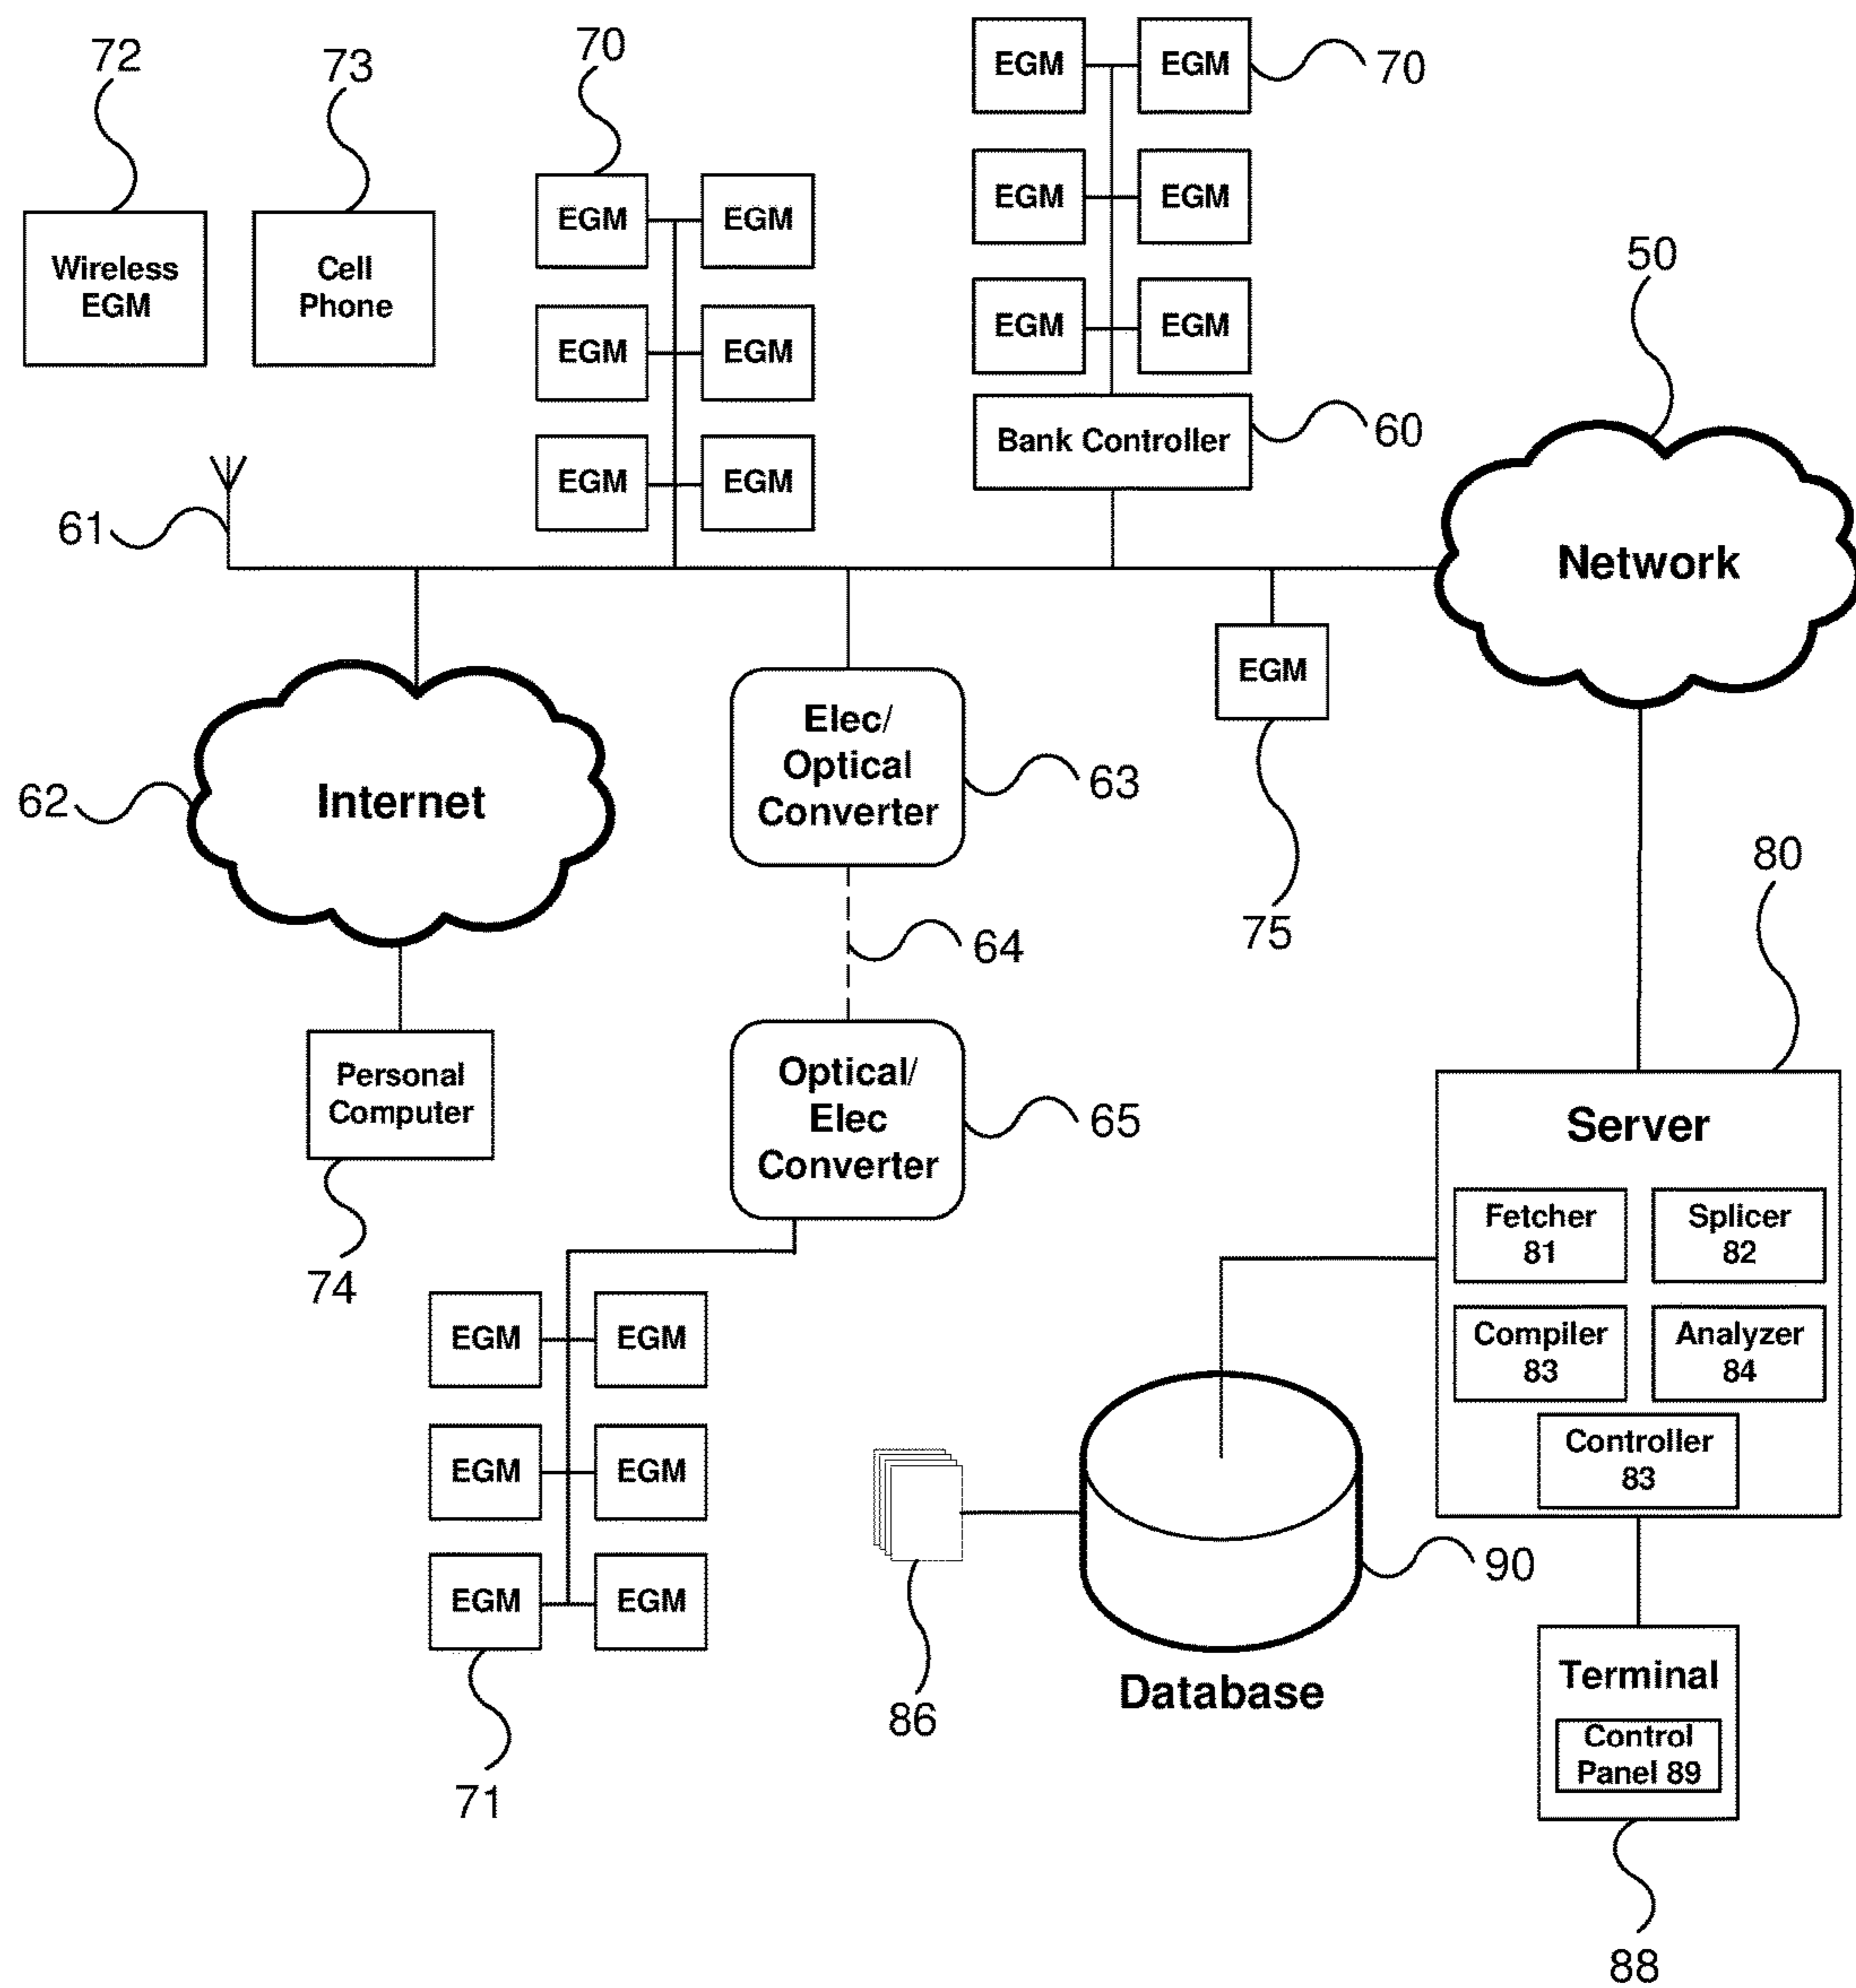 72
73
70
EGM
EGM
70
EGM
EGM
EGM
EGM
Bank Controller
60
Wireless
EGM
Cell
Phone
EGM
EGM
EGM
EGM
EGM
EGM
50
Network
61
62
Internet
Elec/
Optical
Converter
63
EGM
75
64
Personal
Computer
74
Optical/
Elec
Converter
65
80
Server
Fetcher
81
Splicer
82
Compiler
83
Analyzer
84
Controller
83
EGM
EGM
EGM
EGM
EGM
EGM
71
86
90
Database
Terminal
Control
Panel 89
88